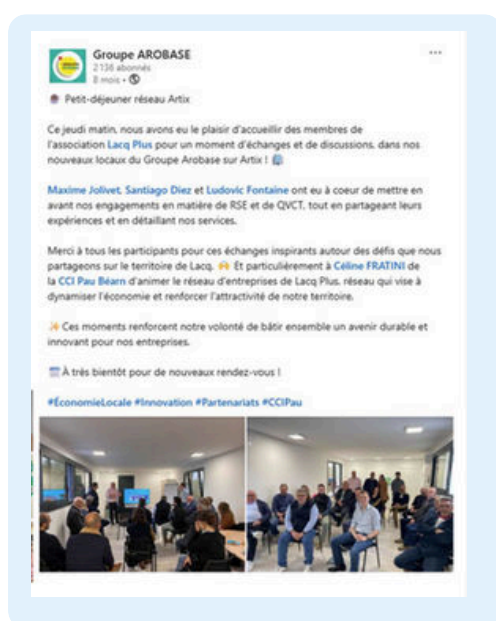 Groupe AROBASE
2 136 abonnés
8 mois •
Petit-déjeuner réseau Artix
Ce jeudi matin, nous avons eu le plaisir d'accueillir des membres de
l'association Lacq Plus pour un moment d'échanges et de discussions, dans nos
nouveaux locaux du Groupe Arobase sur Artix !
Maxime Jolivet, Santiago Diez et Ludovic Fontaine ont eu à coeur de mettre en
avant nos engagements en matière de RSE et de QVCT, tout en partageant leurs
expériences et en détaillant nos services.
Merci à tous les participants pour ces échanges inspirants autour des défis que nous
partageons sur le territoire de Lacq. 🙌 Et particulièrement à Céline FRATINI de
la CCI Pau Béarn d'animer le réseau d'entreprises de Lacq Plus, réseau qui vise à
dynamiser l'économie et renforcer l'attractivité de notre territoire.
✨ Ces moments renforcent notre volonté de bâtir ensemble un avenir durable et
innovant pour nos entreprises.
📅 À très bientôt pour de nouveaux rendez-vous !
#ÉconomieLocale #Innovation #Partenariats #CCIPau